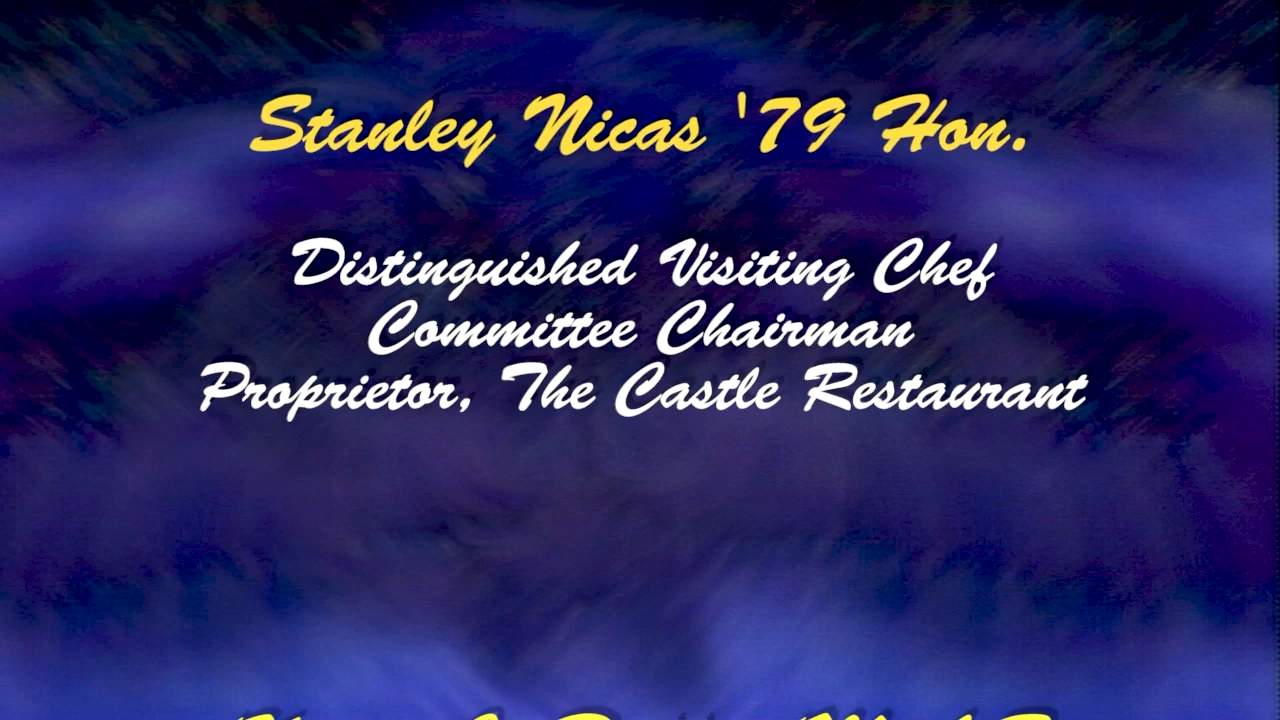 Stanley Nicas '79 Hon.
Distinguished Visiting Chef
Committee Chairman
Proprietor, The Castle Restaurant